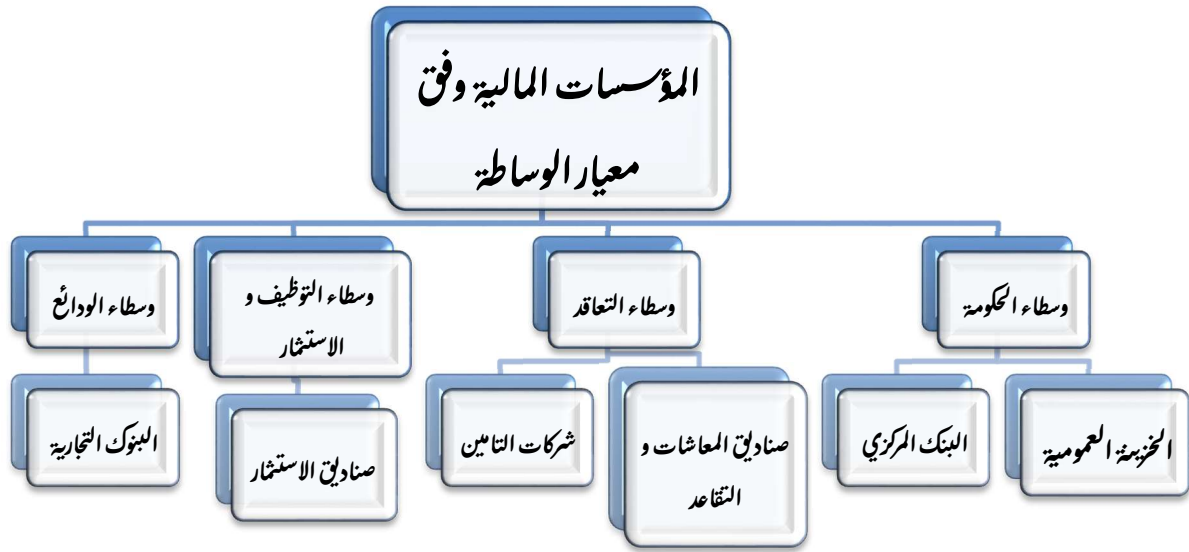 المؤسسات المالية وفق
معيار الوساطة
وسطاء الحكومة
وسطاء التعاقد
وسطاء التوظيف و
الاستثمار
وسطاء الودائع
الخزينة العمومية
البنك المركزي
صناديق المعاشات و
التقاعد
شركات التامين
صناديق الاستثمار
البنوك التجارية